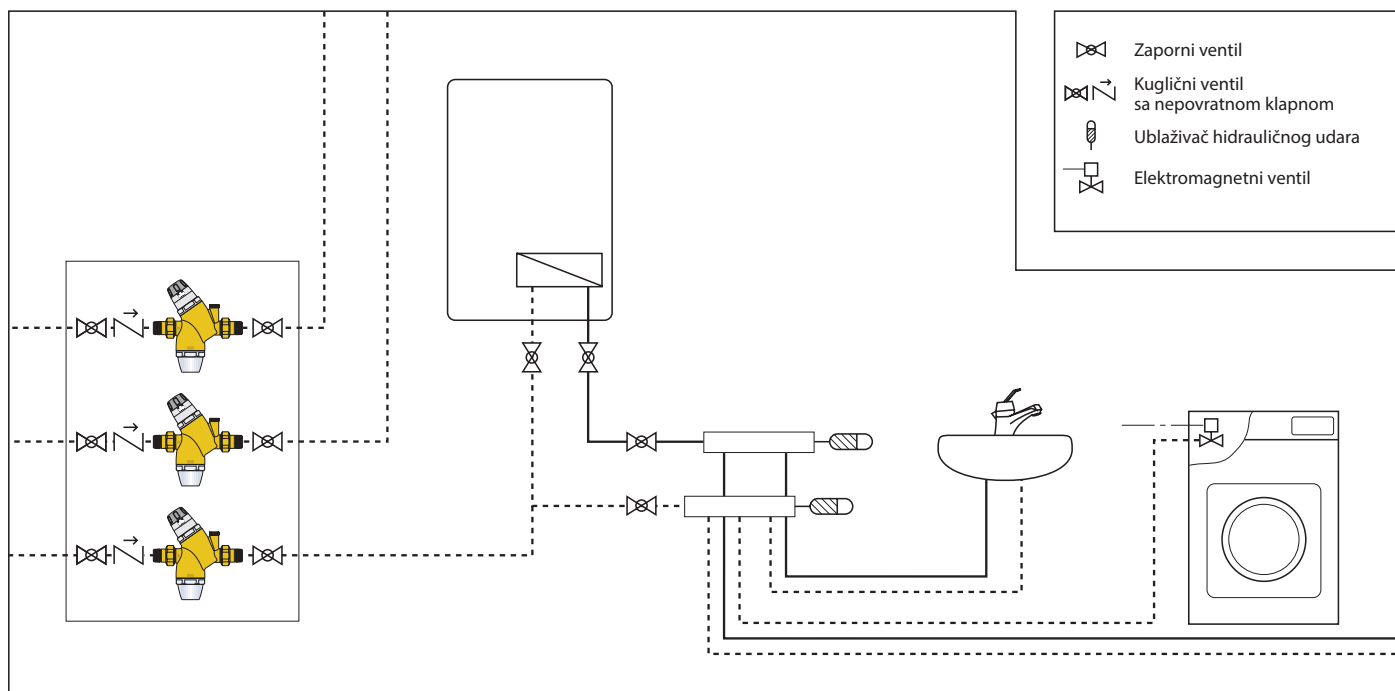 Zaporni ventil
Kuglični ventil
sa nepovratnom klapnom
Ublaživač hidrauličnog udara
Elektromagnetni ventil